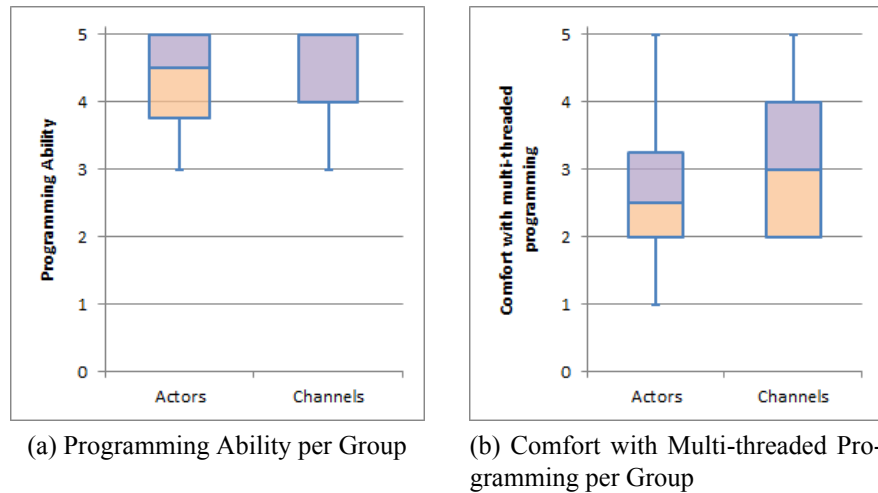 5
4
3
2
1
0
Programming Ability
Actors
Channels
(a) Programming Ability per Group
5
4
3
2
1
0
Comfort with multi-threaded
programming
Actors
Channels
(b) Comfort with Multi-threaded Pro-
gramming per Group